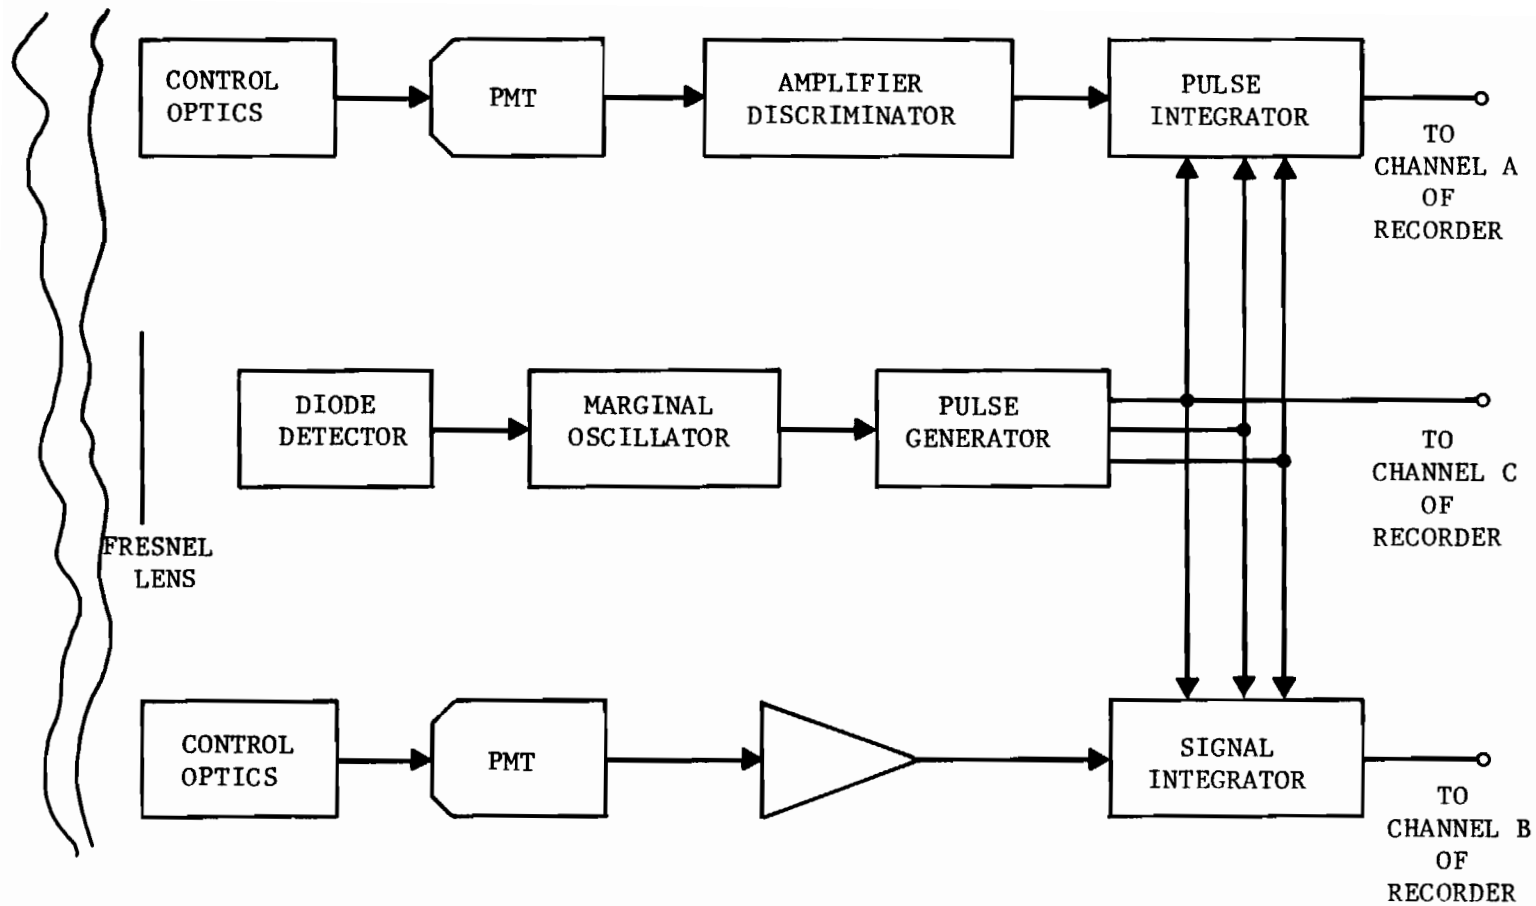 CONTROL
OPTICS
PMT
AMPLIFIER
DISCRIMINATOR
PULSE
INTEGRATOR
TO
CHANNEL A
OF
RECORDER
DIODE
DETECTOR
MARGINAL
OSCILLATOR
PULSE
GENERATOR
TO
CHANNEL C
OF
RECORDER
FRESNEL
LENS
CONTROL
OPTICS
PMT
SIGNAL
INTEGRATOR
TO
CHANNEL B
OF
RECORDER